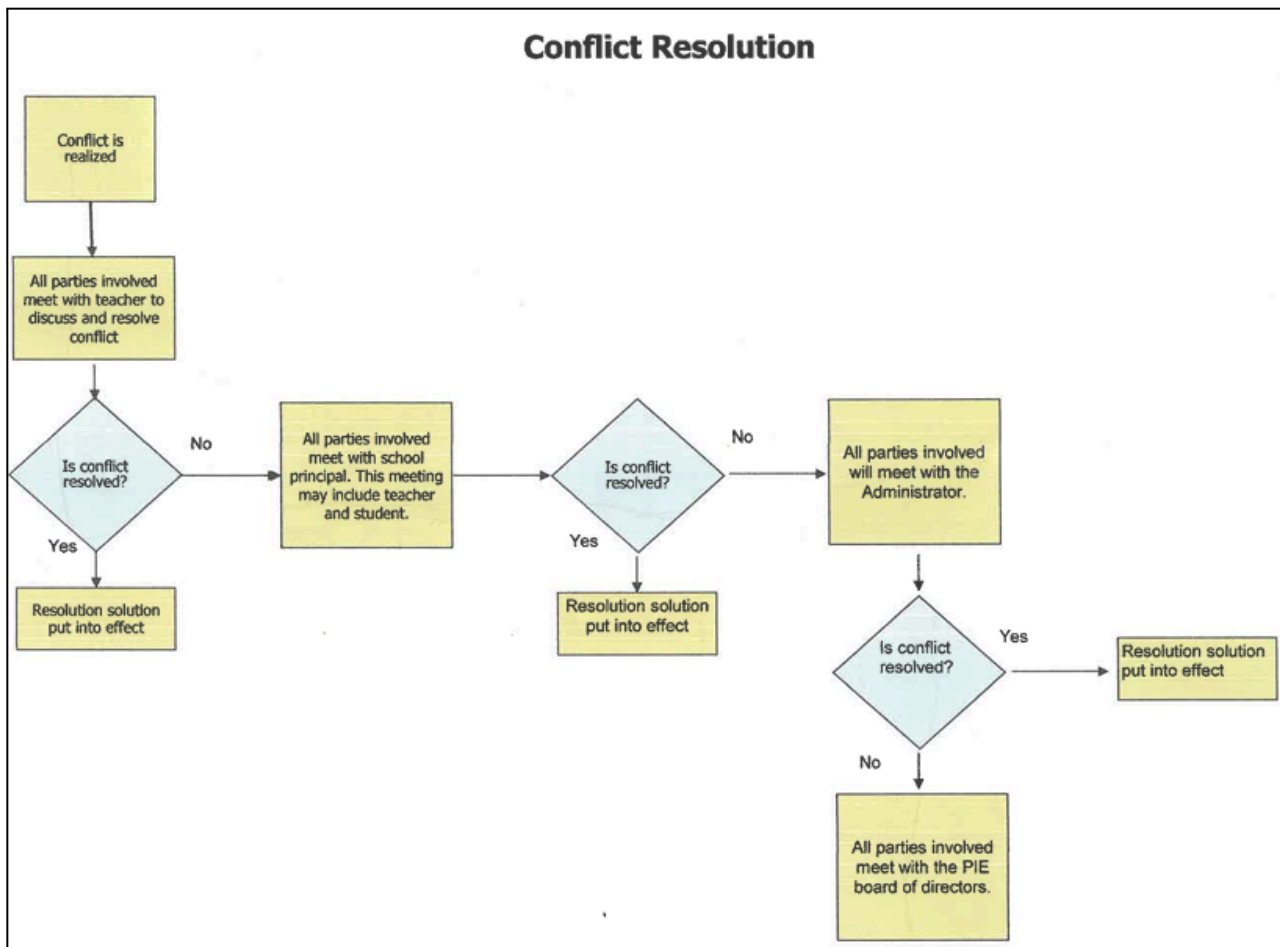 Conflict Resolution
Conflict is
realized
All parties involved
meet with teacher to
discuss and resolve
conflict
Is conflict
resolved?
No
Yes
Resolution solution
put into effect
All parties involved
meet with school
principal. This meeting
may include teacher
and student.
Is conflict
resolved?
No
Yes
Resolution solution
put into effect
All parties involved
will meet with the
Administrator.
Is conflict
resolved?
Yes
Resolution solution
put into effect
No
All parties involved
meet with the PIE
board of directors.